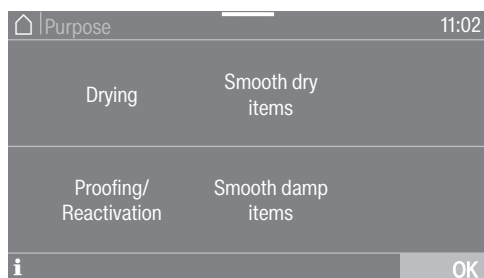 Purpose
11:02
Drying
Smooth dry
items
Proofing/
Reactivation
Smooth damp
items
i
OK